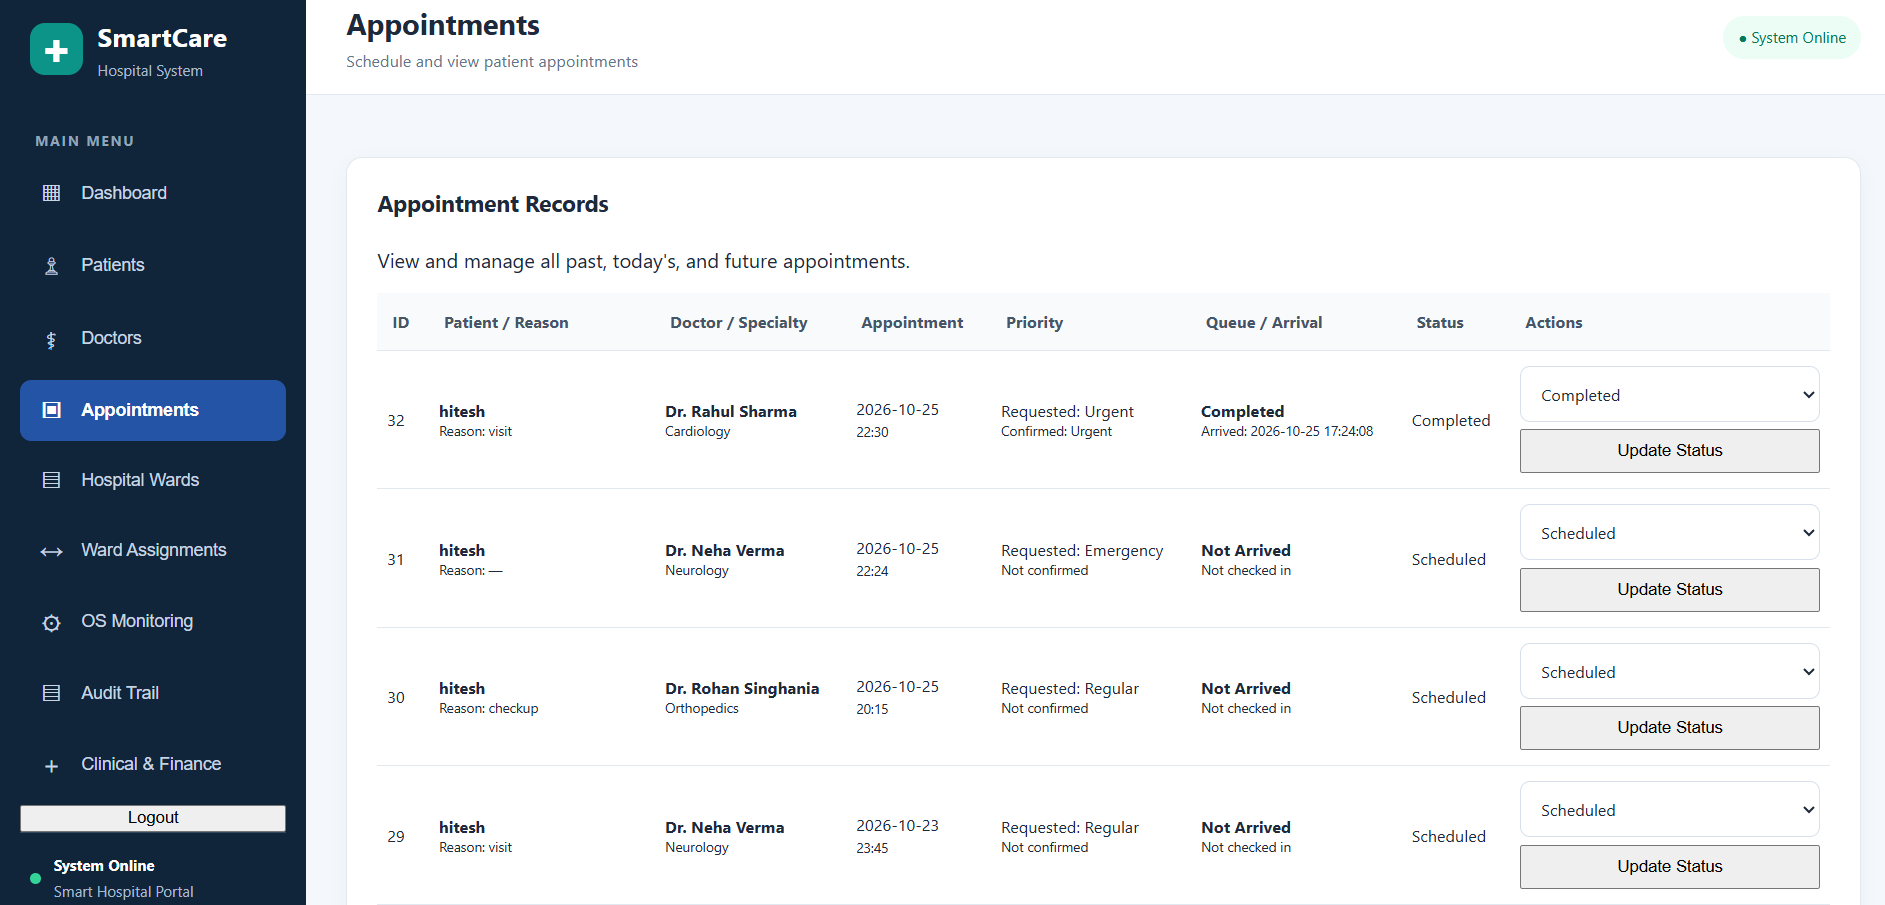 SmartCare
Hospital System
MAIN MENU
Dashboard
Patients
Doctors
Appointments
Hospital Wards
Ward Assignments
OS Monitoring
Audit Trail
Clinical & Finance
Logout
System Online
Smart Hospital Portal
Appointments
Schedule and view patient appointments
● System Online
Appointment Records
View and manage all past, today's, and future appointments.
ID Patient / Reason Doctor / Specialty Appointment Priority Queue / Arrival Status Actions
32 hitesh Dr. Rahul Sharma 2026-10-25 Requested: Urgent Completed Completed Completed
Reason: visit Cardiology 22:30 Confirmed: Urgent Arrived: 2026-10-25 17:24:08
Update Status
31 hitesh Dr. Neha Verma 2026-10-25 Requested: Emergency Not Arrived Scheduled Scheduled
Reason: — Neurology 22:24 Not confirmed Not checked in
Update Status
30 hitesh Dr. Rohan Singhania 2026-10-25 Requested: Regular Not Arrived Scheduled Scheduled
Reason: checkup Orthopedics 20:15 Not confirmed Not checked in
Update Status
29 hitesh Dr. Neha Verma 2026-10-23 Requested: Regular Not Arrived Scheduled Scheduled
Reason: visit Neurology 23:45 Not confirmed Not checked in
Update Status